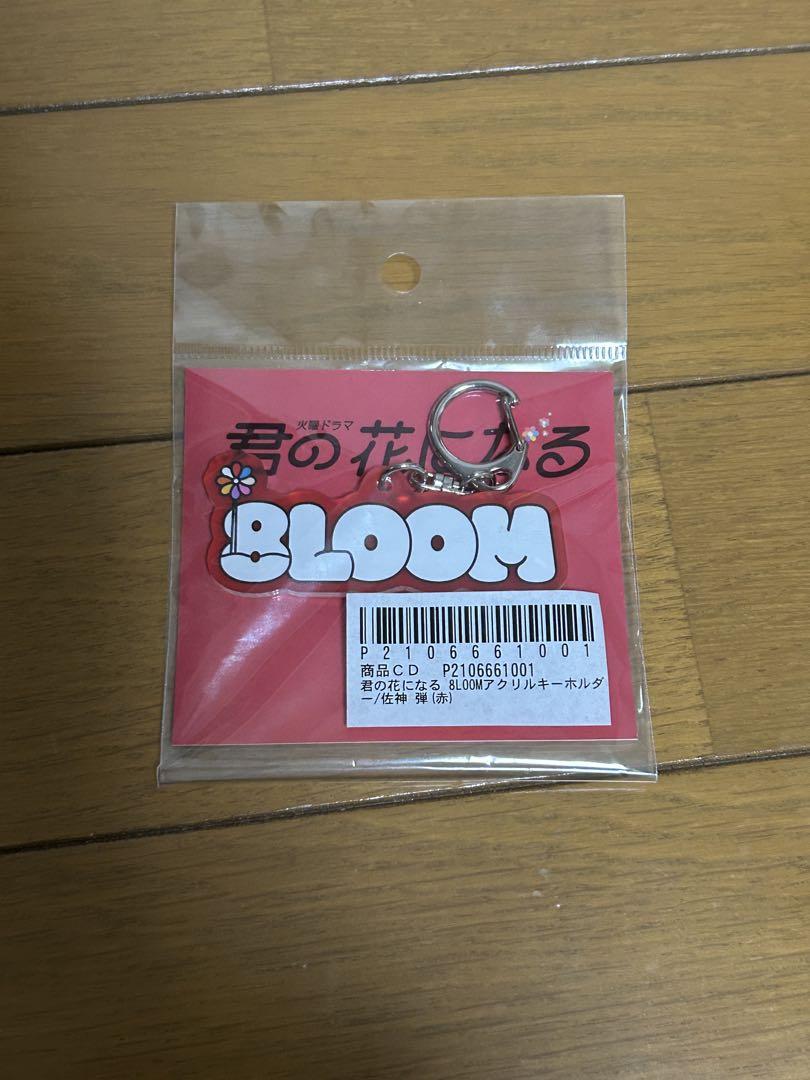 火曜ドラマ
君の花になる
8LOOM
P2106661001
商品CD P2106661001
君の花になる 8LOOMアクリルキーホルダ
ー/佐神 弾(赤)